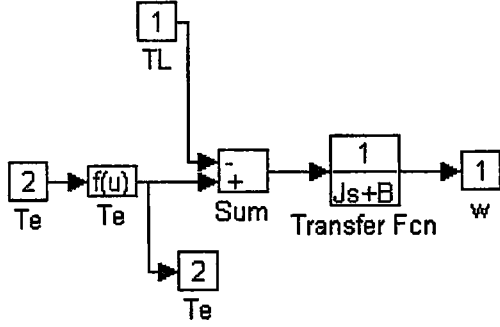 1
TL
2
Te
f(u)
Te
-
+
Sum
1
Js+B
Transfer Fcn
1
w
2
Te